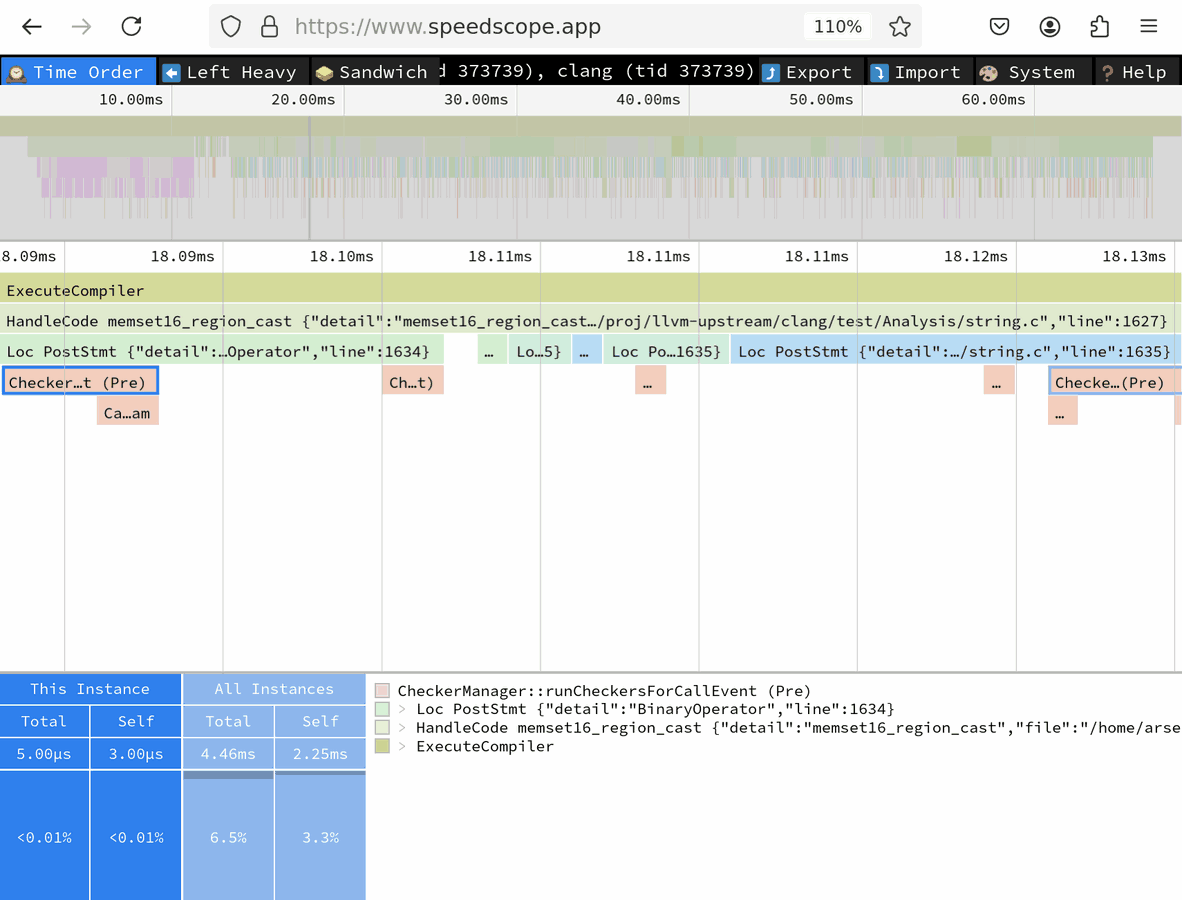 https://www.speedscope.app 110%
Time Order Left Heavy Sandwich d 373739), clang (tid 373739) Export Import System Help
10.00ms 20.00ms 30.00ms 40.00ms 50.00ms 60.00ms
8.09ms 18.09ms 18.10ms 18.11ms 18.11ms 18.11ms 18.12ms 18.13ms
ExecuteCompiler
HandleCode memset16_region_cast {"detail":"memset16_region_cast…/proj/llvm-upstream/clang/test/Analysis/string.c","line":1627}
Loc PostStmt {"detail":…Operator","line":1634} … Lo…5} … Loc Po…1635} Loc PostStmt {"detail":…/string.c","line":1635}
Checker…t (Pre) Ch…t) … … Checke…(Pre)
Ca…am …
This Instance All Instances
Total Self Total Self
5.00µs 3.00µs 4.46ms 2.25ms
<0.01% <0.01% 6.5% 3.3%
CheckerManager::runCheckersForCallEvent (Pre)
> Loc PostStmt {"detail":"BinaryOperator","line":1634}
> HandleCode memset16_region_cast {"detail":"memset16_region_cast","file":"/home/arse
> ExecuteCompiler